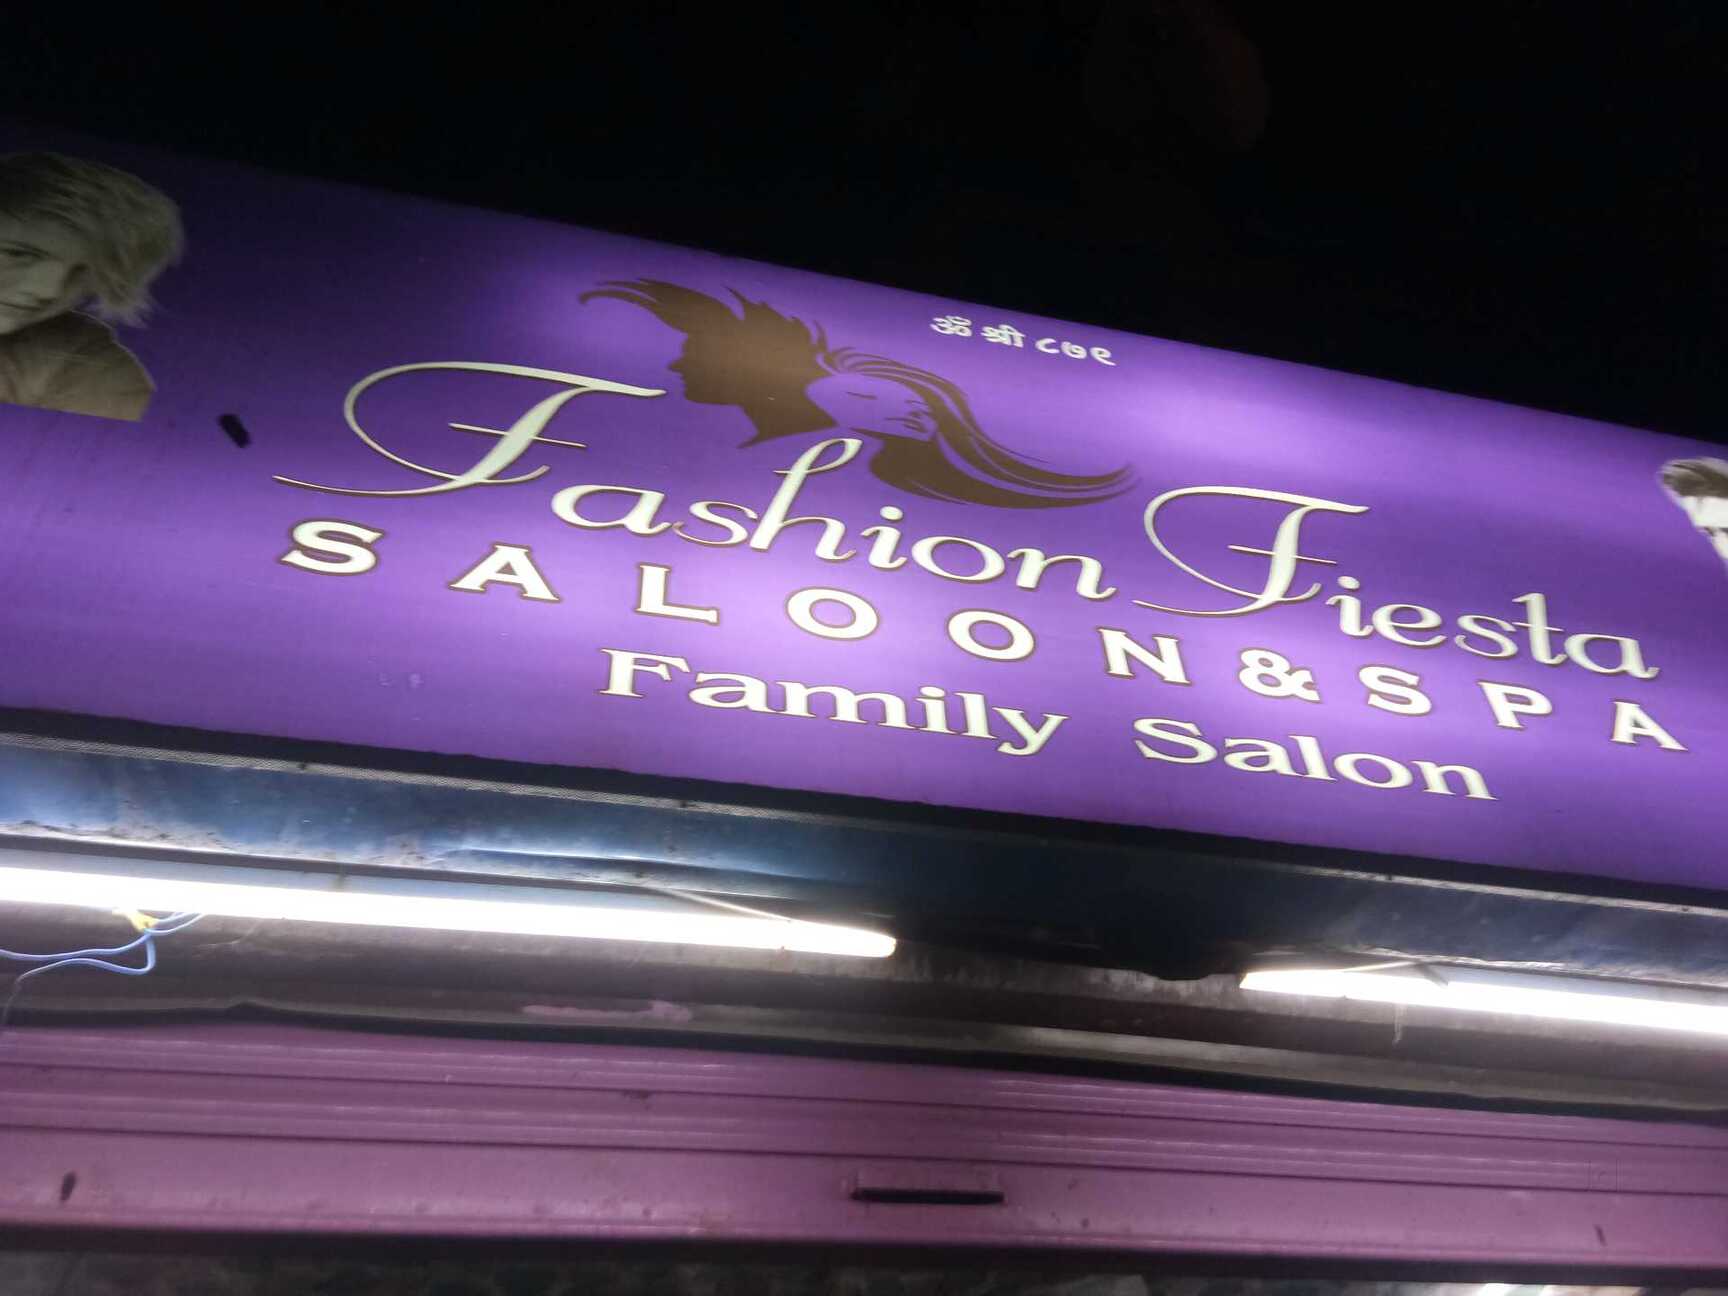 ॐ श्री ८७९
Fashion Fiesta
SALOON & SPA
Family Salon